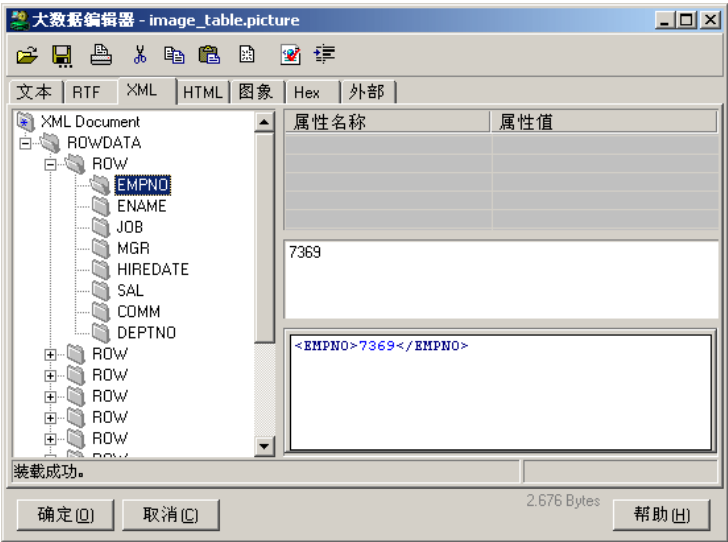 大数据编辑器 - image_table.picture
文本 RTF XML HTML 图象 Hex 外部
XML Document
ROWDATA
ROW
EMPNO
ENAME
JOB
MGR
HIREDATE
SAL
COMM
DEPTNO
ROW
ROW
ROW
ROW
ROW
ROW
属性名称 属性值
7369
<EMPNO>7369</EMPNO>
装载成功。
2.676 Bytes
确定(O) 取消(C) 帮助(H)